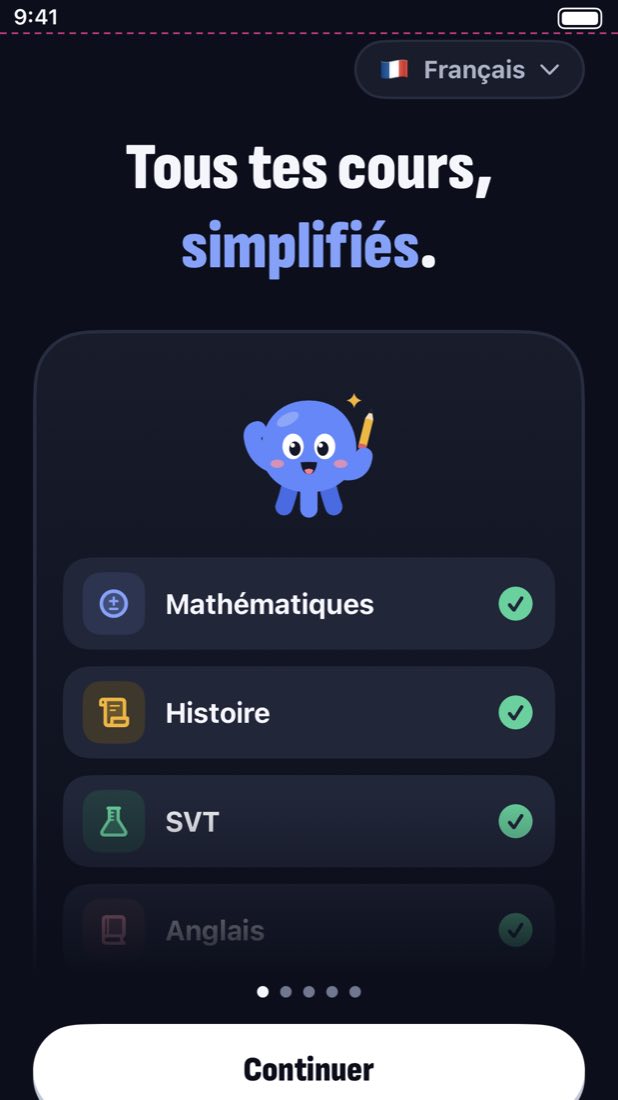 9:41
Français
Tous tes cours,
simplifiés.
Mathématiques
Histoire
SVT
Anglais
Continuer